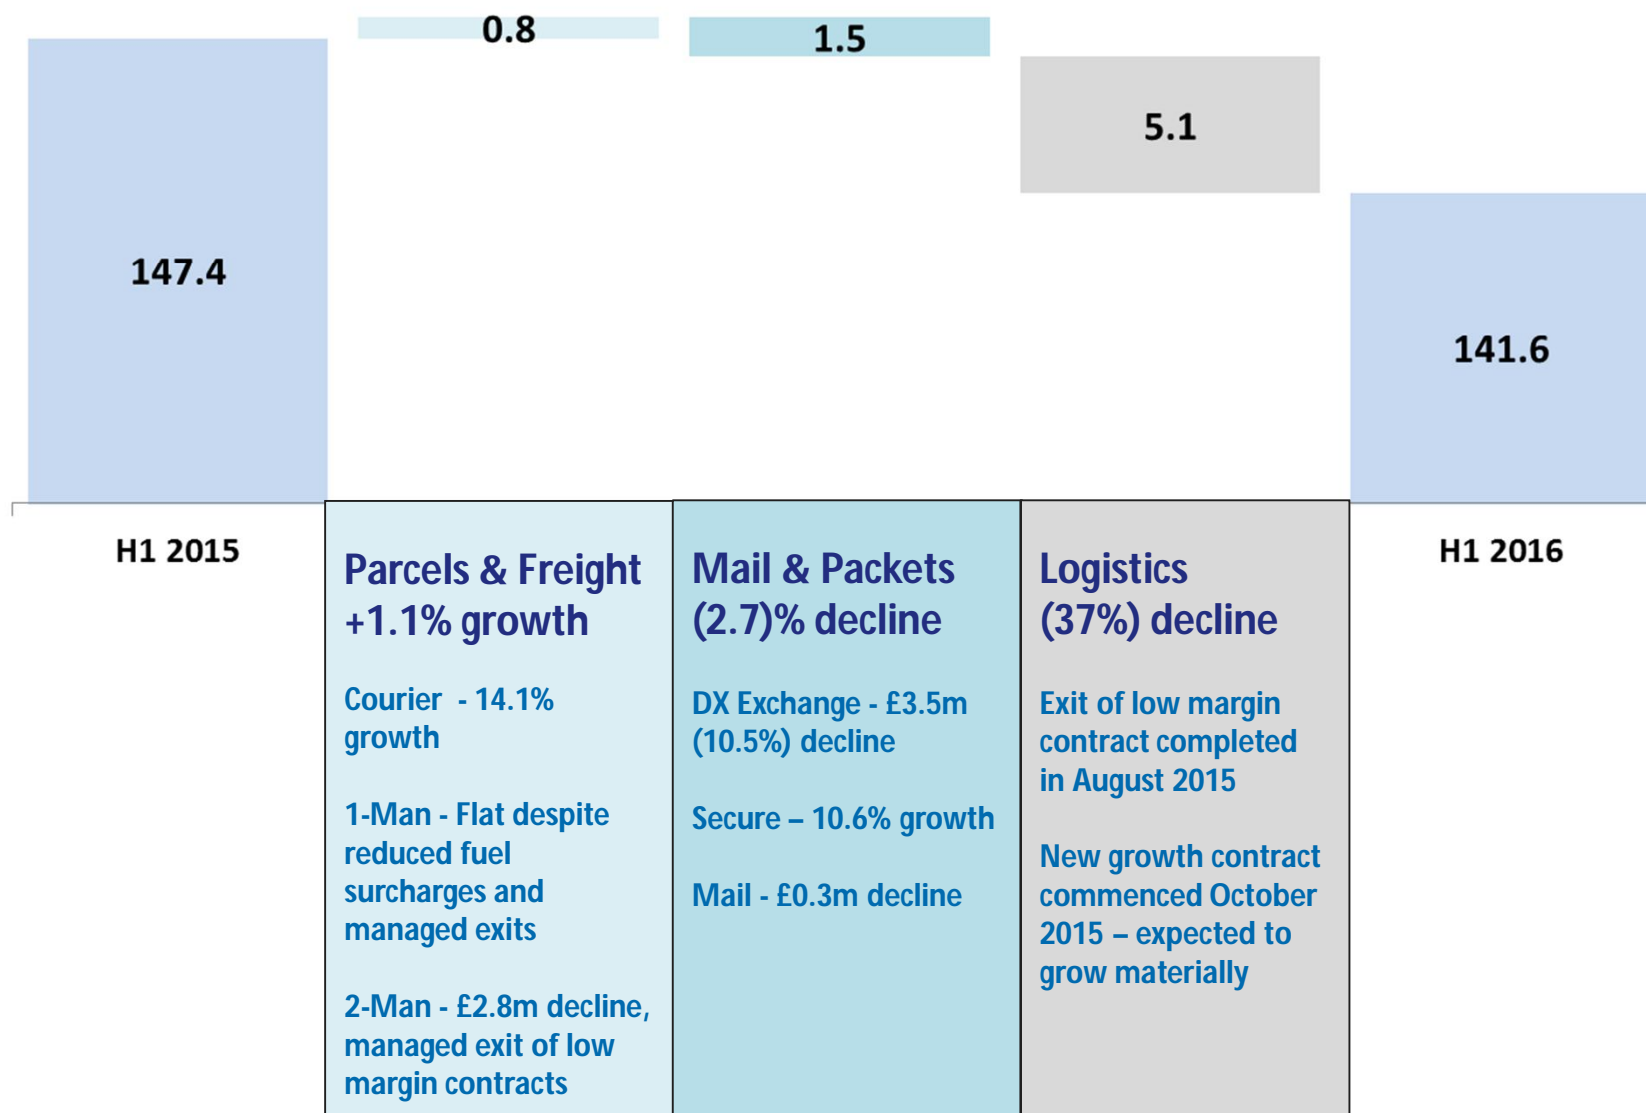 0.8
1.5
5.1
147.4
141.6
H1 2015
H1 2016
Parcels & Freight
+1.1% growth
Courier  - 14.1%
growth
1-Man - Flat despite
reduced fuel
surcharges and
managed exits
2-Man - £2.8m decline,
managed exit of low
margin contracts
Mail & Packets
(2.7)% decline
DX Exchange - £3.5m
(10.5%) decline
Secure – 10.6% growth
Mail - £0.3m decline
Logistics
(37%) decline
Exit of low margin
contract completed
in August 2015
New growth contract
commenced October
2015 – expected to
grow materially